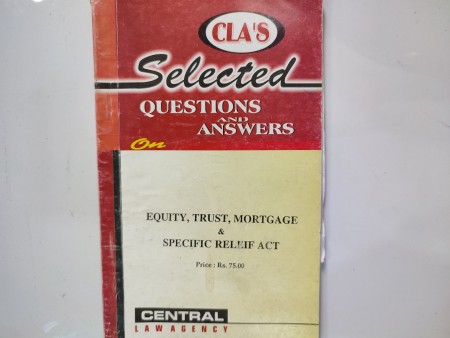 CLA'S
Selected
QUESTIONS
AND
ANSWERS
On
EQUITY, TRUST, MORTGAGE
&
SPECIFIC RELEIF ACT
Price : Rs. 75.00
CENTRAL
LAW AGENCY